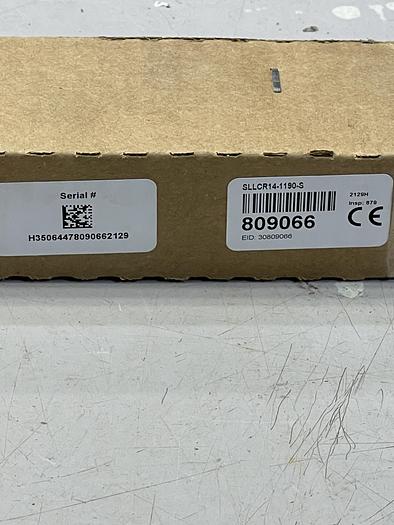 Serial #
H35064478090662129
SLLCR14-1190-S
2129H
Insp: 879
809066
CE
EID: 30809066